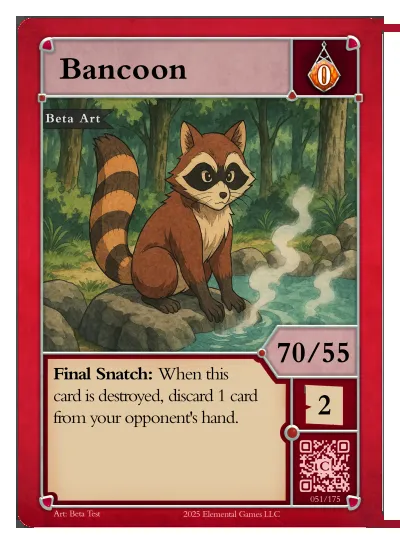 Bancoon
0
Beta Art
70/55
Final Snatch: When this
card is destroyed, discard 1 card
from your opponent's hand.
2
C
051/175
Art: Beta Test
2025 Elemental Games LLC